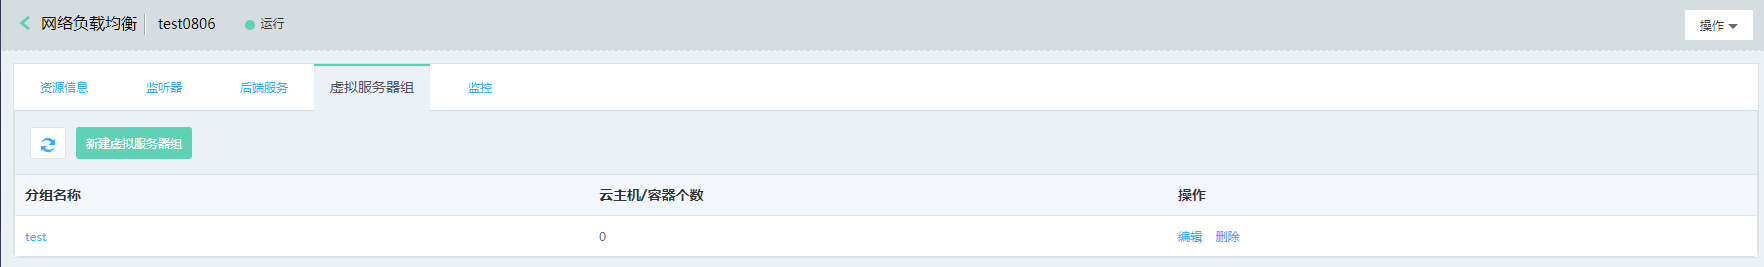 网络负载均衡 test0806 运行 操作
资源信息 监听器 后端服务 虚拟服务器组 监控
新建虚拟服务器组
分组名称 云主机/容器个数 操作
test 0 编辑 删除